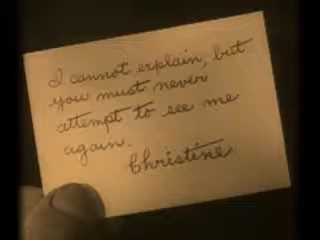 I cannot explain, but
you must never
attempt to see me
again.
Christine